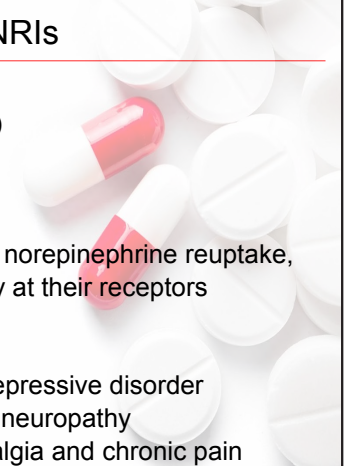 NRIs
)
norepinephrine reuptake,
y at their receptors
epressive disorder
neuropathy
algia and chronic pain